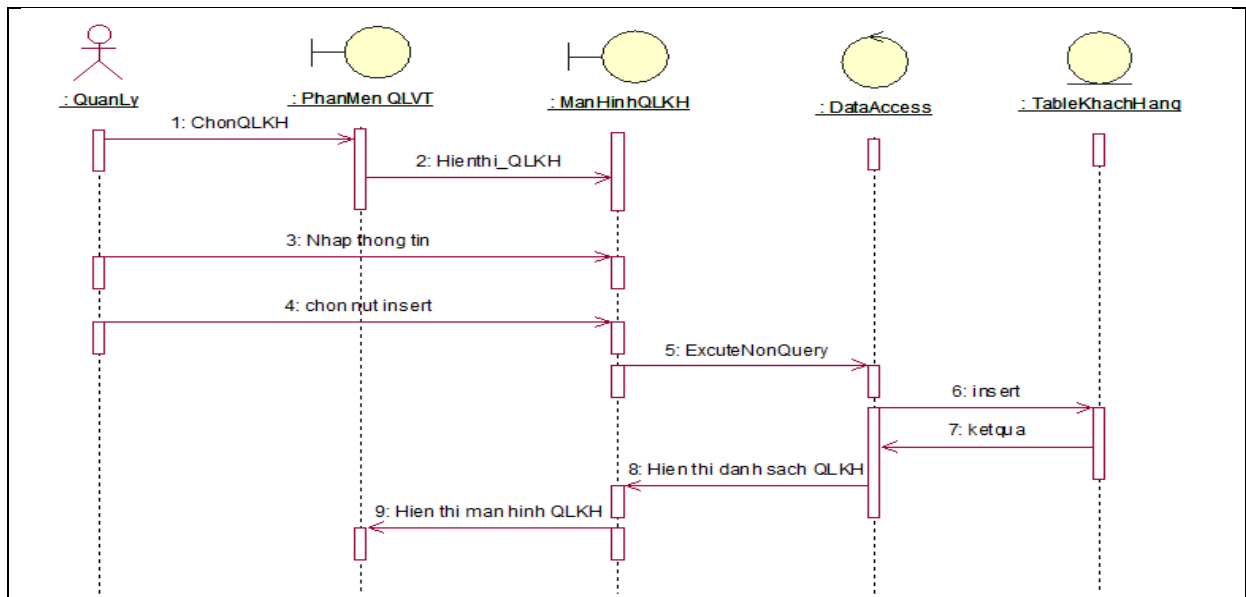 : QuanLy
: PhanMen QLVT
: ManHinhQLKH
: DataAccess
: TableKhachHang
1: ChonQLKH
2: Hienthi_QLKH
3: Nhap thong tin
4: chon nut insert
5: ExcuteNonQuery
6: insert
7: ketqua
8: Hien thi danh sach QLKH
9: Hien thi man hinh QLKH